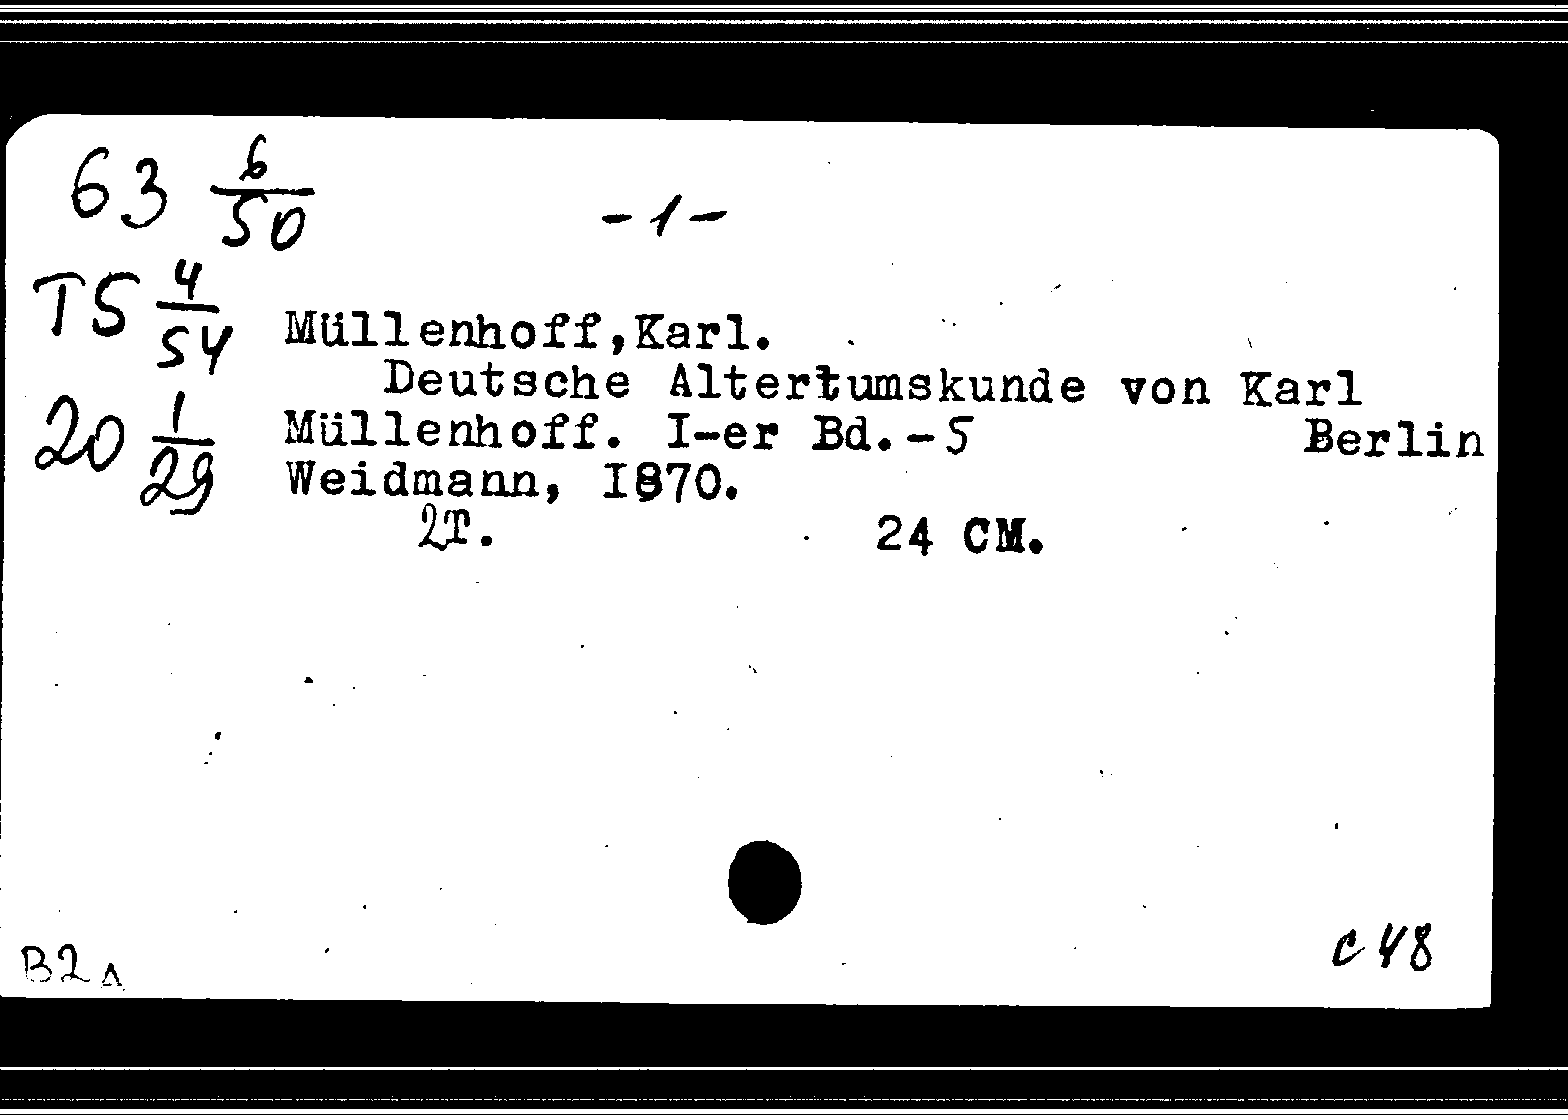 63 6/50
-1-
TS 4/54
Müllenhoff,Karl.
Deutsche Altertumskunde von Karl
20 1/29
Müllenhoff. I-er Bd.-5 Berlin
Weidmann, I870.
2T. 24 CM.
B2
c 48